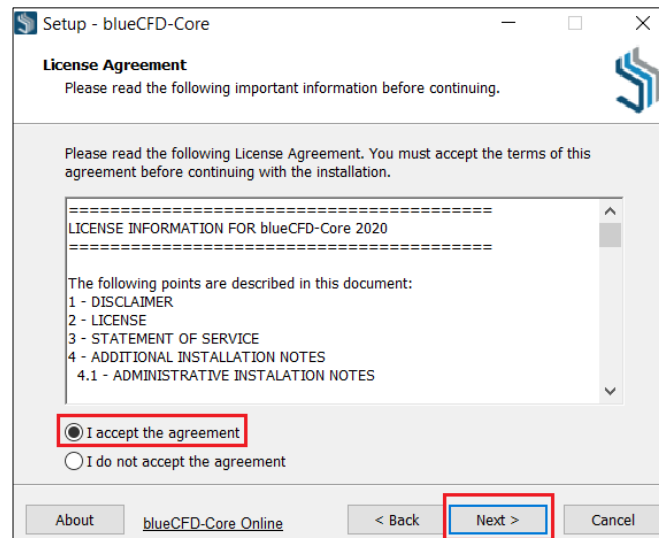 Setup - blueCFD-Core
License Agreement
Please read the following important information before continuing.
Please read the following License Agreement. You must accept the terms of this
agreement before continuing with the installation.
=========================================
LICENSE INFORMATION FOR blueCFD-Core 2020
=========================================
The following points are described in this document:
1 - DISCLAIMER
2 - LICENSE
3 - STATEMENT OF SERVICE
4 - ADDITIONAL INSTALLATION NOTES
4.1 - ADMINISTRATIVE INSTALATION NOTES
I accept the agreement
I do not accept the agreement
About blueCFD-Core Online < Back Next > Cancel